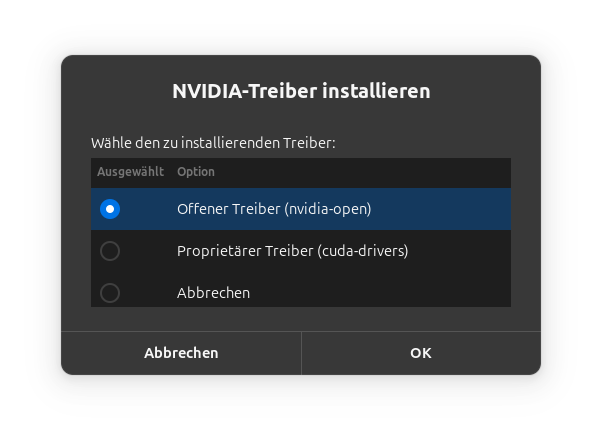 NVIDIA-Treiber installieren
Wähle den zu installierenden Treiber:
Ausgewählt Option
Offener Treiber (nvidia-open)
Proprietärer Treiber (cuda-drivers)
Abbrechen
Abbrechen OK